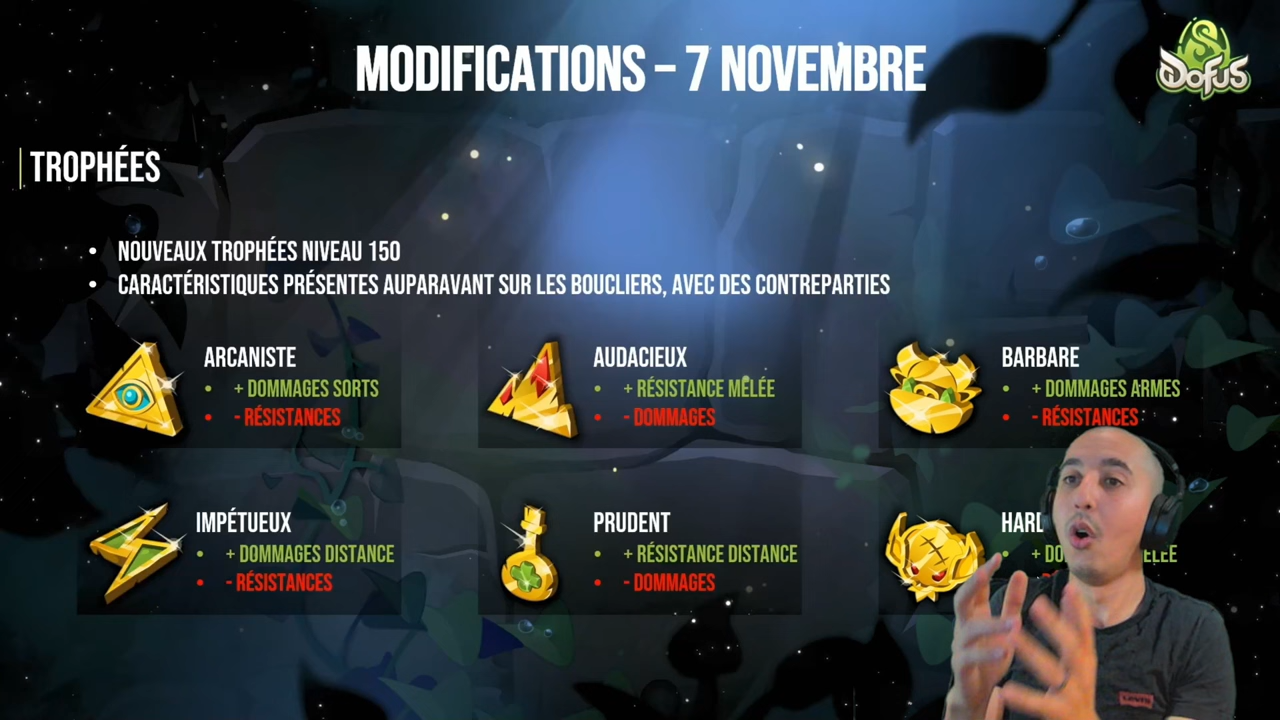 MODIFICATIONS – 7 NOVEMBRE
DOFUS
TROPHÉES
• NOUVEAUX TROPHÉES NIVEAU 150
• CARACTÉRISTIQUES PRÉSENTES AUPARAVANT SUR LES BOUCLIERS, AVEC DES CONTREPARTIES
ARCANISTE
• + DOMMAGES SORTS
• - RÉSISTANCES
AUDACIEUX
• + RÉSISTANCE MÊLÉE
• - DOMMAGES
BARBARE
• + DOMMAGES ARMES
• - RÉSISTANCES
IMPÉTUEUX
• + DOMMAGES DISTANCE
• - RÉSISTANCES
PRUDENT
• + RÉSISTANCE DISTANCE
• - DOMMAGES